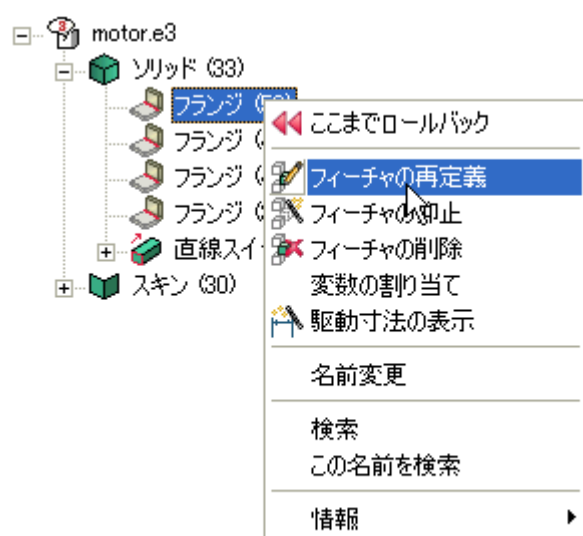 motor.e3
ソリッド (33)
フランジ
ここまでロールバック
フランジ
フランジ
フィーチャの再定義
フランジ
フィーチャの抑止
直線スイ
フィーチャの削除
スキン (30)
変数の割り当て
駆動寸法の表示
名前変更
検索
この名前を検索
情報